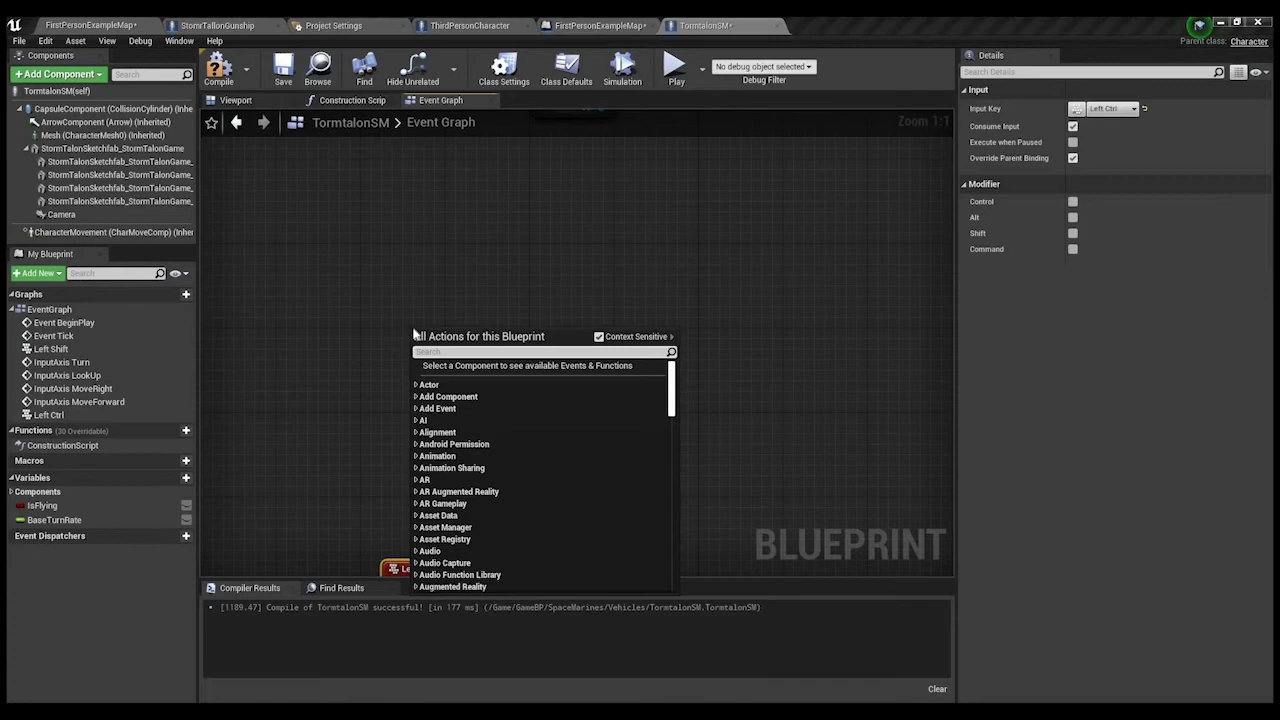 FirstPersonExampleMap*
StomrTallonGunship
Project Settings
ThirdPersonCharacter
FirstPersonExampleMap*
TormtalonSM*
File Edit Asset View Debug Window Help
Parent class: Character
Components
+ Add Component
Search
TormtalonSM(self)
CapsuleComponent (CollisionCylinder) (Inhe
ArrowComponent (Arrow) (Inherited)
Mesh (CharacterMesh0) (Inherited)
StormTalonSketchfab_StormTalonGame
StormTalonSketchfab_StormTalonGame_
StormTalonSketchfab_StormTalonGame_
StormTalonSketchfab_StormTalonGame_
StormTalonSketchfab_StormTalonGame_
Camera
CharacterMovement (CharMoveComp) (Inher
My Blueprint
+ Add New
Search
Graphs
EventGraph
Event BeginPlay
Event Tick
Left Shift
InputAxis Turn
InputAxis LookUp
InputAxis MoveRight
InputAxis MoveForward
Left Ctrl
Functions (30 Overridable)
ConstructionScript
Macros
Variables
Components
IsFlying
BaseTurnRate
Event Dispatchers
Compile
Save
Browse
Find
Hide Unrelated
Class Settings
Class Defaults
Simulation
Play
No debug object selected
Debug Filter
Viewport
Construction Scrip
Event Graph
TormtalonSM > Event Graph
Zoom 1:1
All Actions for this Blueprint
Context Sensitive
Search
Select a Component to see available Events & Functions
Actor
Add Component
Add Event
AI
Alignment
Android Permission
Animation
Animation Sharing
AR
AR Augmented Reality
AR Gameplay
Asset Data
Asset Manager
Asset Registry
Audio
Audio Capture
Audio Function Library
Augmented Reality
Le
BLUEPRINT
Compiler Results
Find Results
[1189.47] Compile of TormtalonSM successful! [in 177 ms] (/Game/GameBP/SpaceMarines/Vehicles/TormtalonSM.TormtalonSM)
Clear
Details
Search Details
Input
Input Key
Left Ctrl
Consume Input
Execute when Paused
Override Parent Binding
Modifier
Control
Alt
Shift
Command